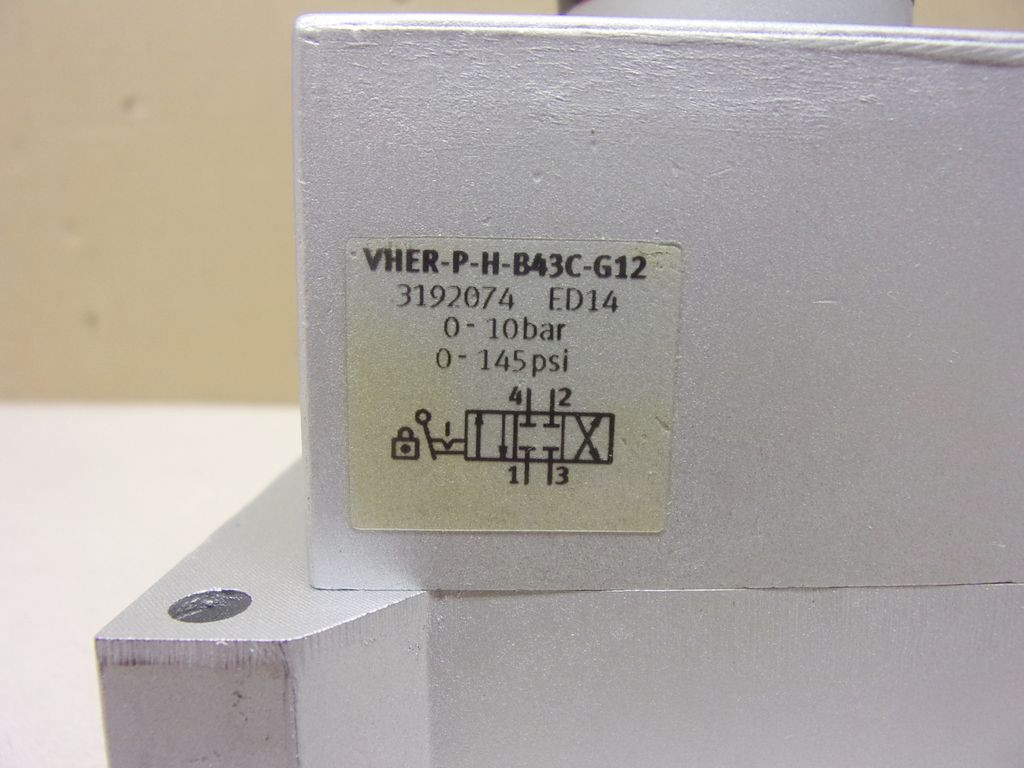 VHER-P-H-B43C-G12
3192074 ED14
0-10bar
0-145psi
4 2
1 3